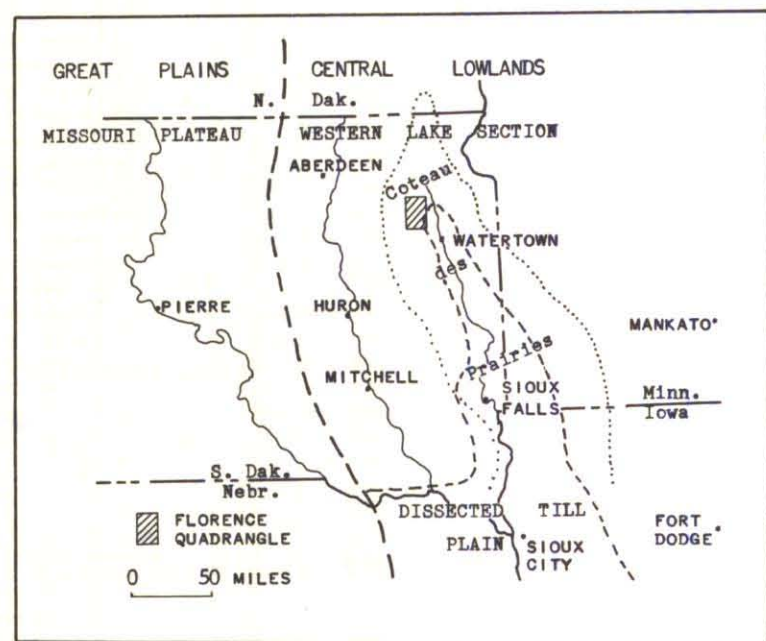 GREAT PLAINS CENTRAL LOWLANDS
N. Dak.
MISSOURI PLATEAU WESTERN LAKE SECTION
ABERDEEN
Coteau
WATERTOWN
des
PIERRE
HURON
MANKATO
Prairies
MITCHELL
SIOUX
FALLS
Minn.
Iowa
S. Dak.
Nebr.
DISSECTED TILL
FLORENCE
QUADRANGLE
FORT
DODGE
PLAIN
SIOUX
CITY
0 50 MILES